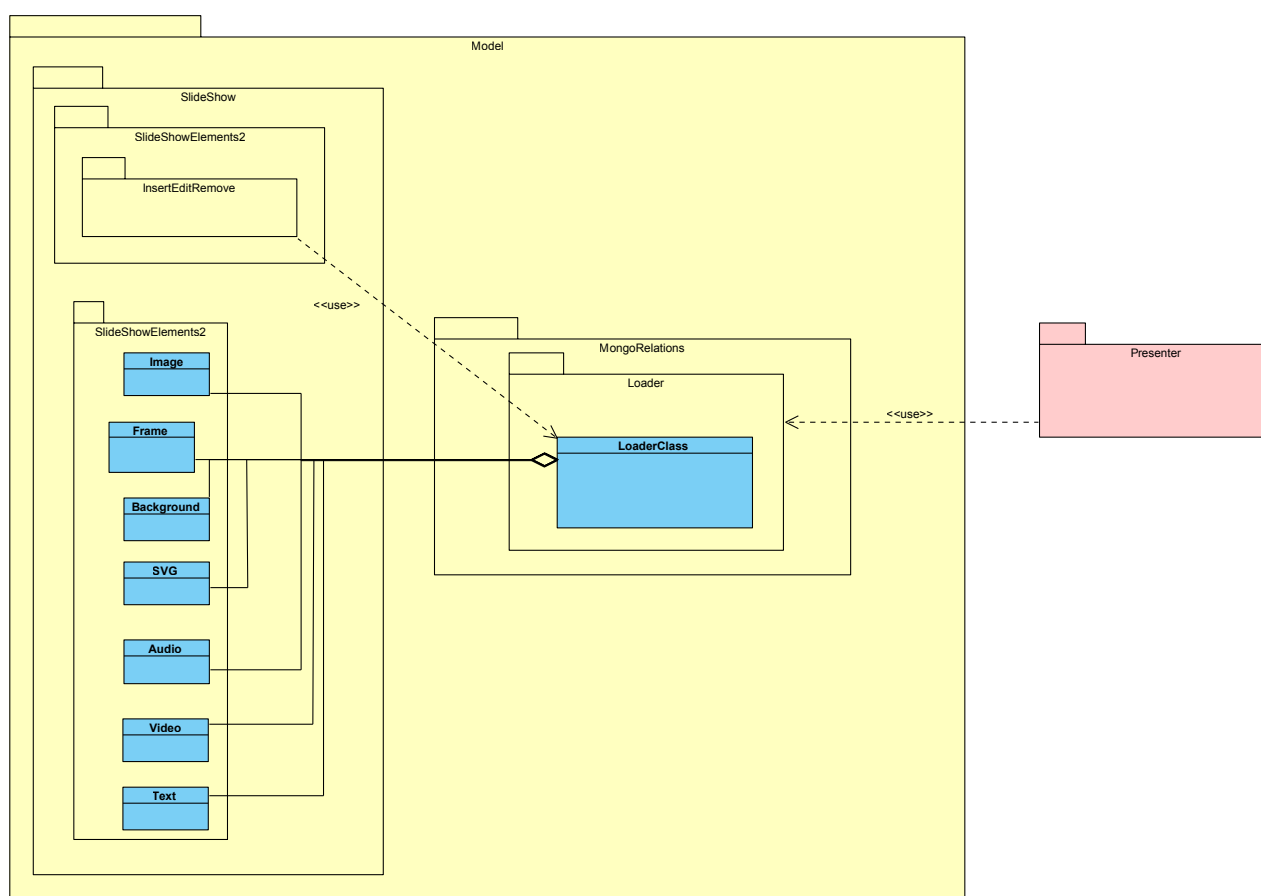 Model
SlideShow
SlideShowElements2
InsertEditRemove
<<use>>
SlideShowElements2
Image
Frame
Background
SVG
Audio
Video
Text
MongoRelations
Loader
LoaderClass
<<use>>
Presenter